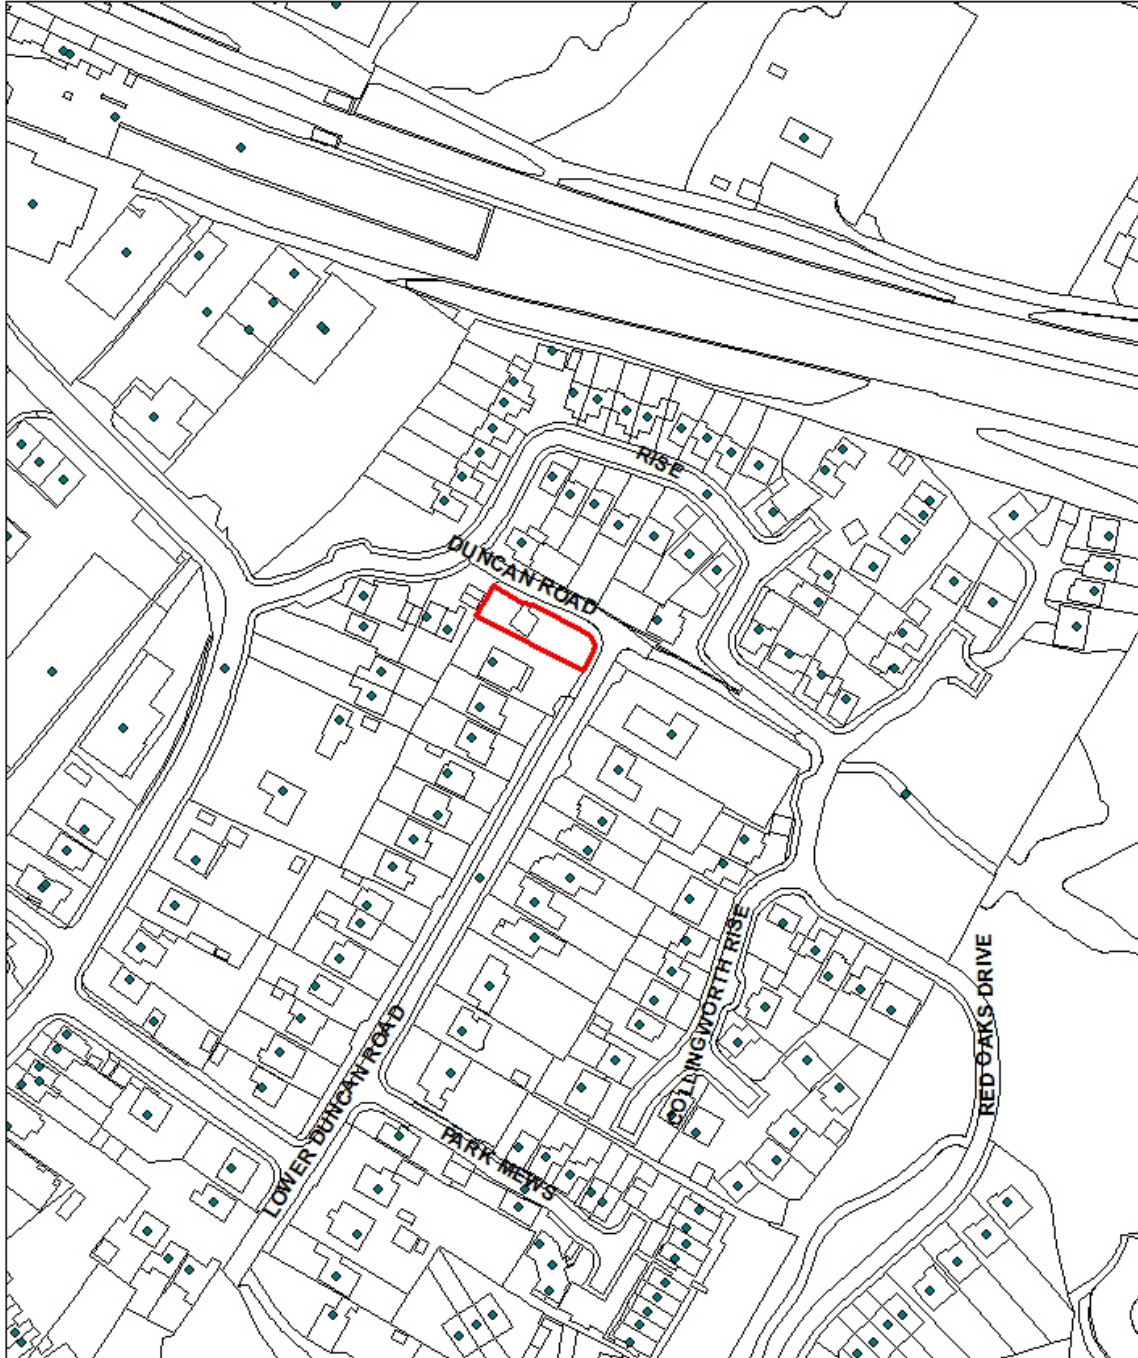 RISE
DUNCAN ROAD
COLLINGWORTH RISE
RED OAKS DRIVE
LOWER DUNCAN ROAD
PARK MEWS